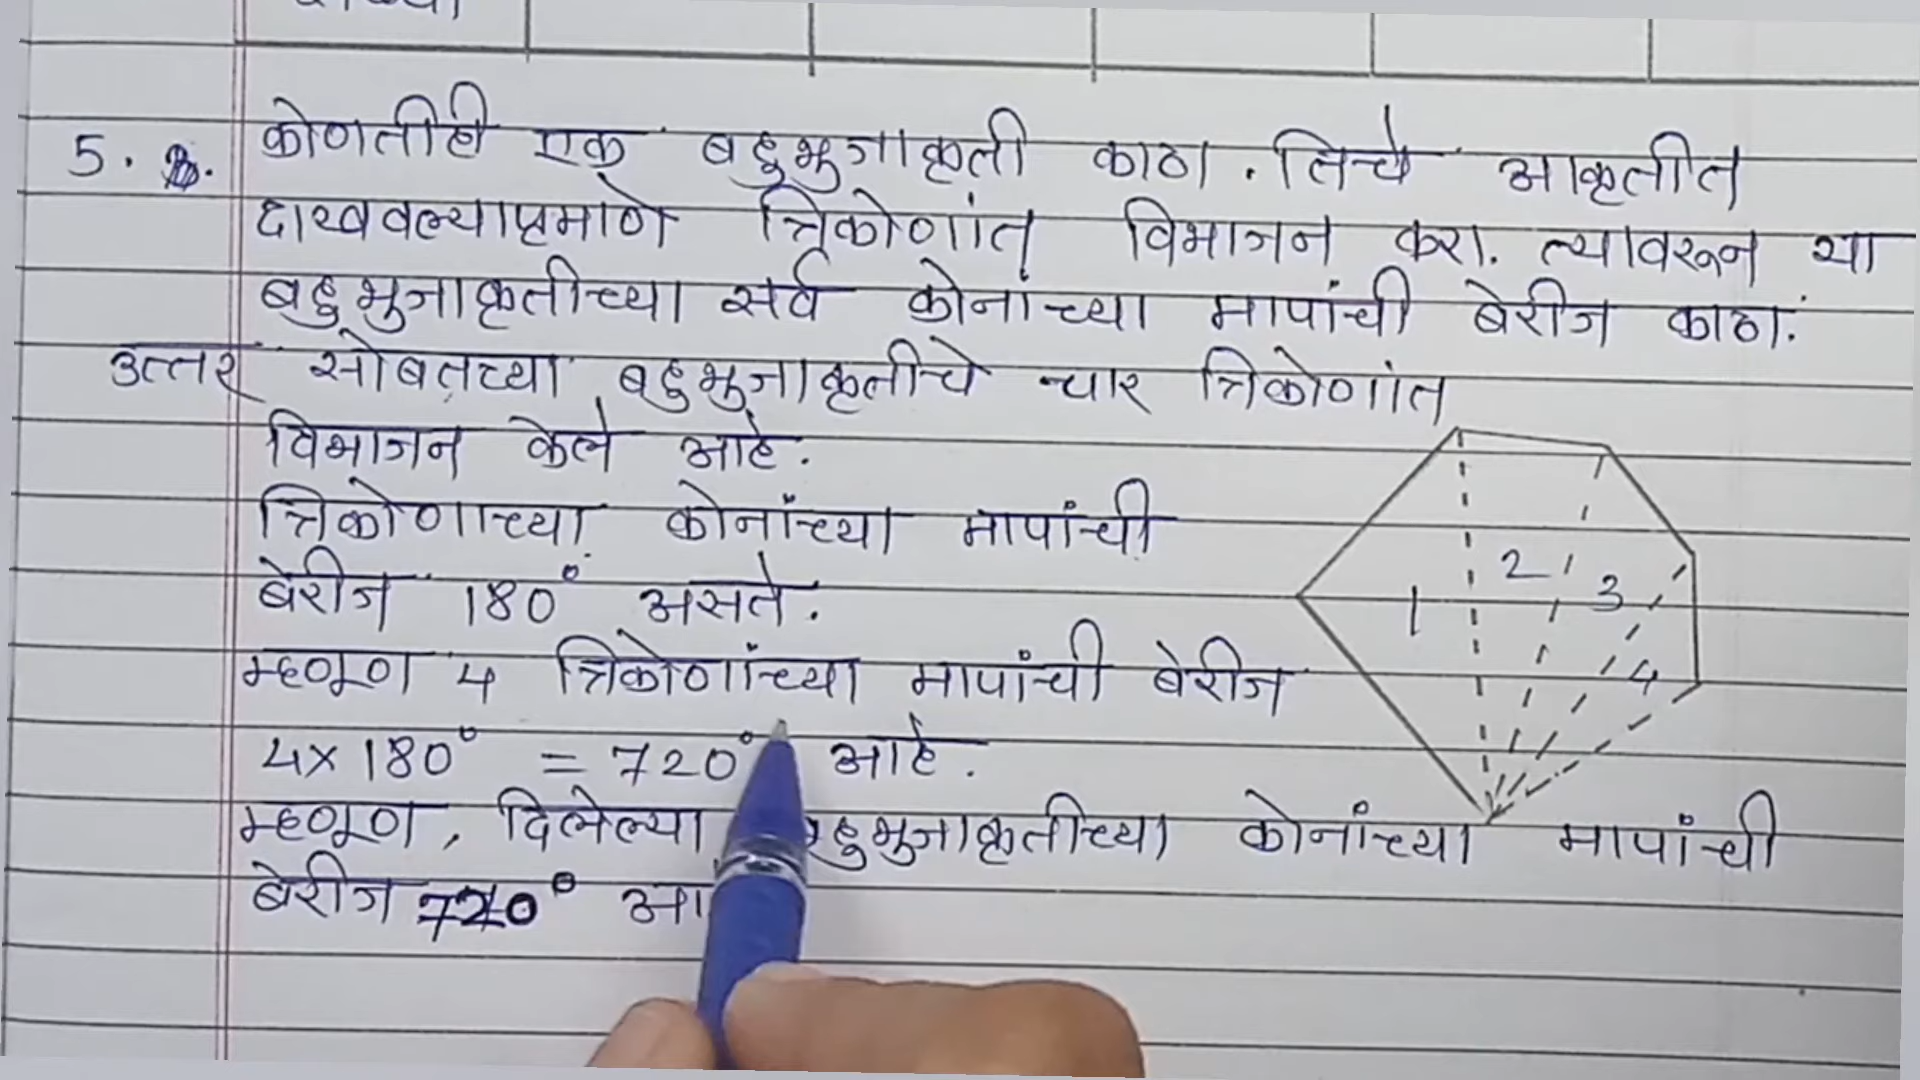 5. कोणतीही एक बहुभुजाकृती काढा. तिचे आकृतीत
दाखवल्याप्रमाणे त्रिकोणांत विभाजन करा. त्यावरून या
बहुभुजाकृतीच्या सर्व कोनांच्या मापांची बेरीज काढा.
उत्तर सोबतच्या बहुभुजाकृतीचे चार त्रिकोणांत
विभाजन केले आहे.
त्रिकोणाच्या कोनांच्या मापांची
बेरीज 180° असते.
म्हणून 4 त्रिकोणांच्या मापांची बेरीज
4×180° = 720° आहे.
म्हणून, दिलेल्या बहुभुजाकृतीच्या कोनांच्या मापांची
बेरीज 720° आ
1 2 3 4